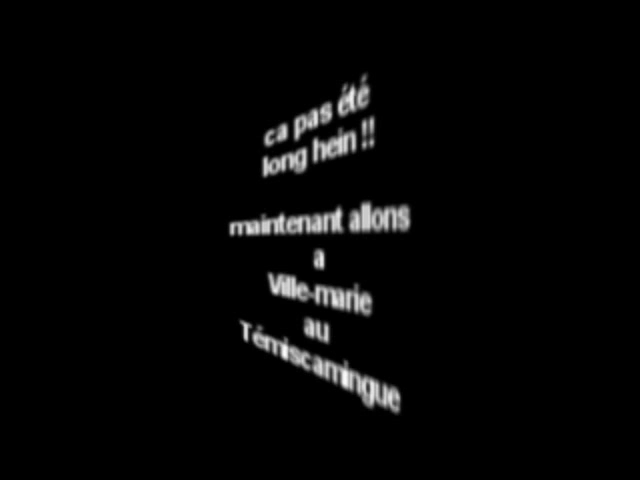 ca pas été
long hein !!
maintenant allons
a
Ville-marie
au
Témiscamingue